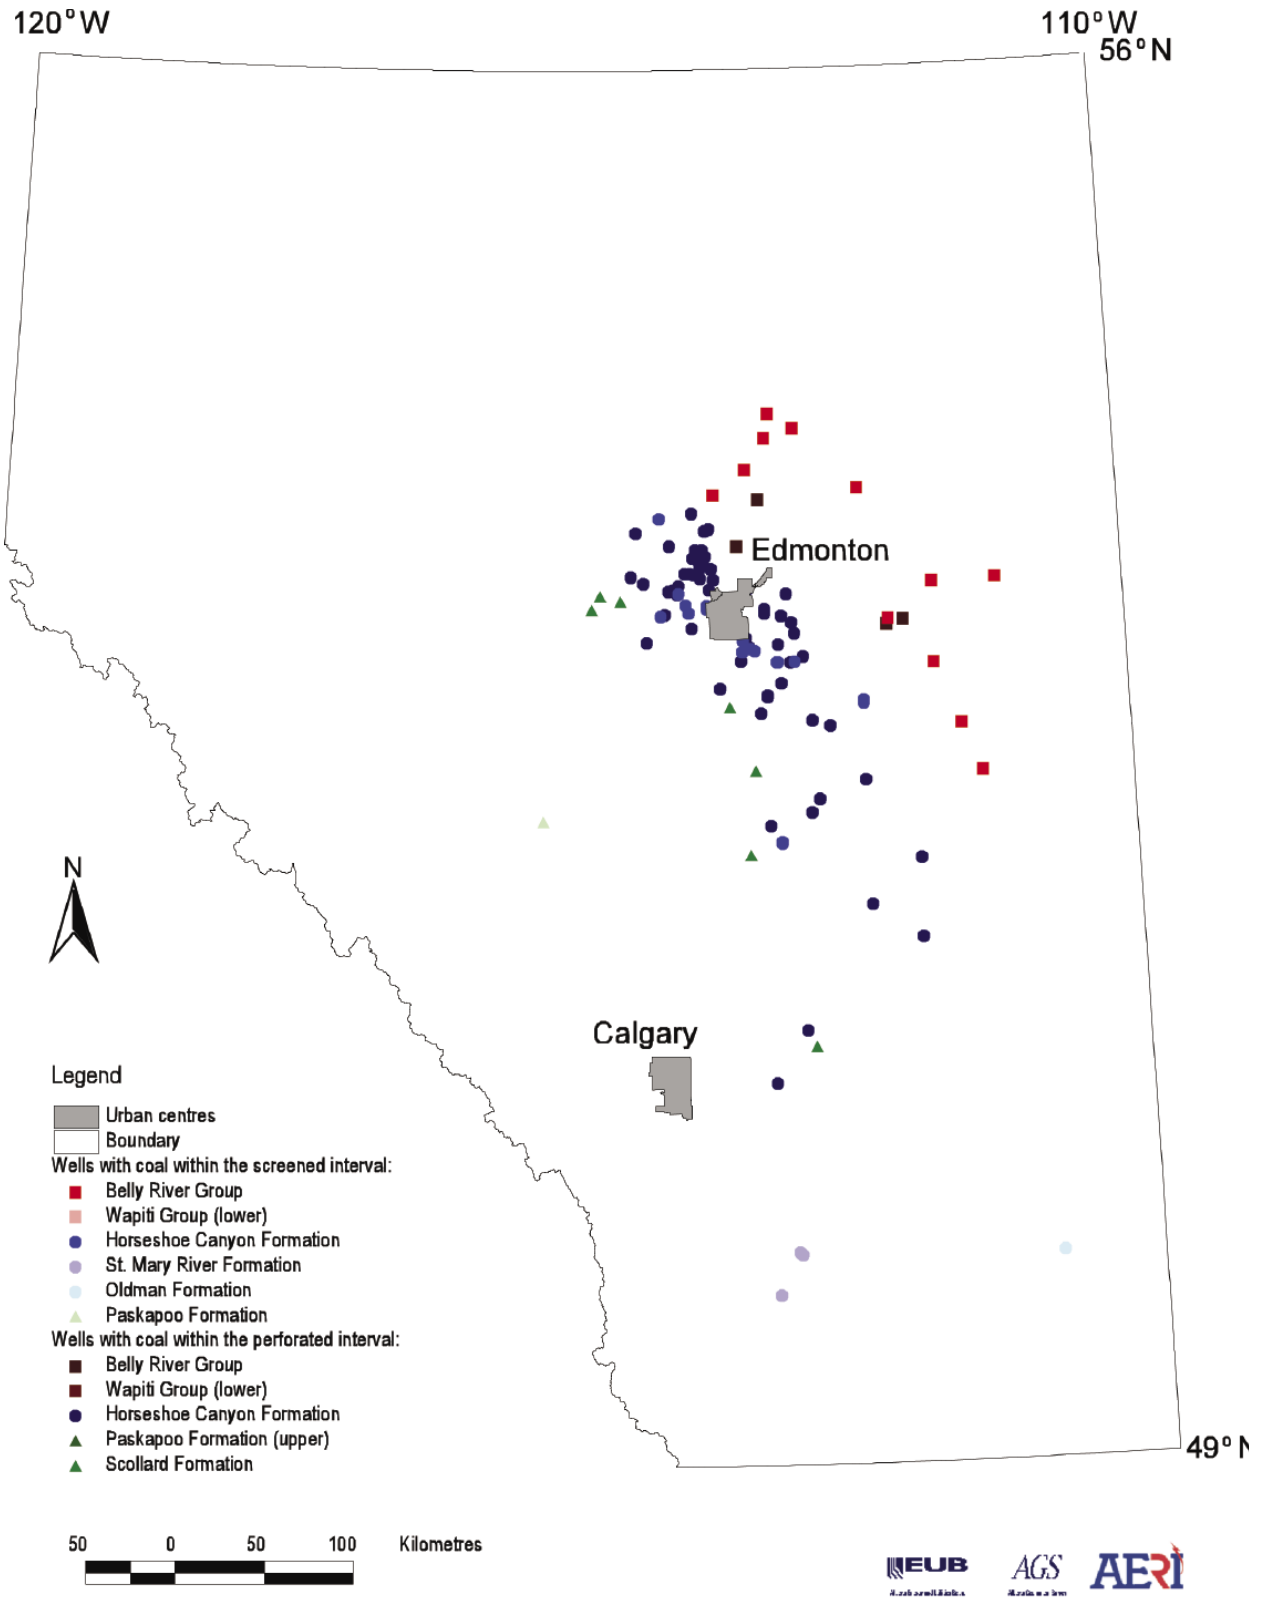 120°W
110°W
56°N
Edmonton
N
Calgary
Legend
Urban centres
Boundary
Wells with coal within the screened interval:
Belly River Group
Wapiti Group (lower)
Horseshoe Canyon Formation
St. Mary River Formation
Oldman Formation
Paskapoo Formation
Wells with coal within the perforated interval:
Belly River Group
Wapiti Group (lower)
Horseshoe Canyon Formation
Paskapoo Formation (upper)
Scollard Formation
49°N
50 0 50 100 Kilometres
EUB AGS AERI